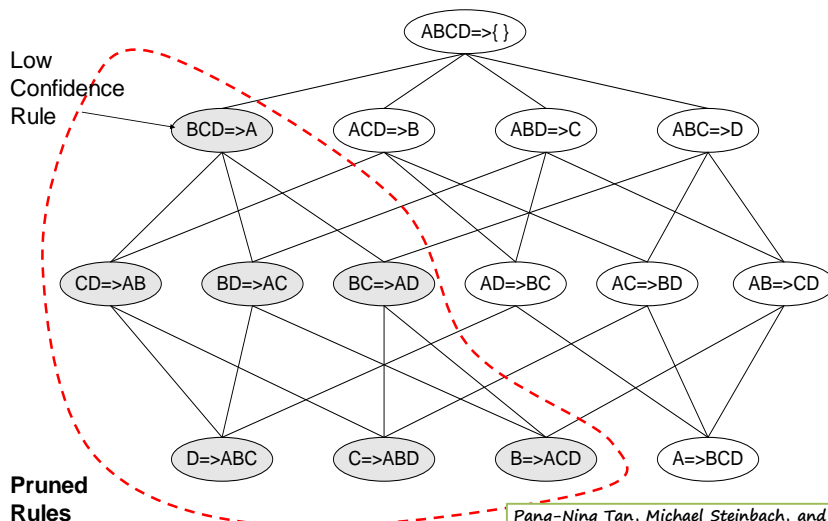 ABCD=>{ }
Low
Confidence
Rule
BCD=>A
ACD=>B
ABD=>C
ABC=>D
CD=>AB
BD=>AC
BC=>AD
AD=>BC
AC=>BD
AB=>CD
D=>ABC
C=>ABD
B=>ACD
A=>BCD
Pruned
Rules
Pang-Ning Tan, Michael Steinbach, and